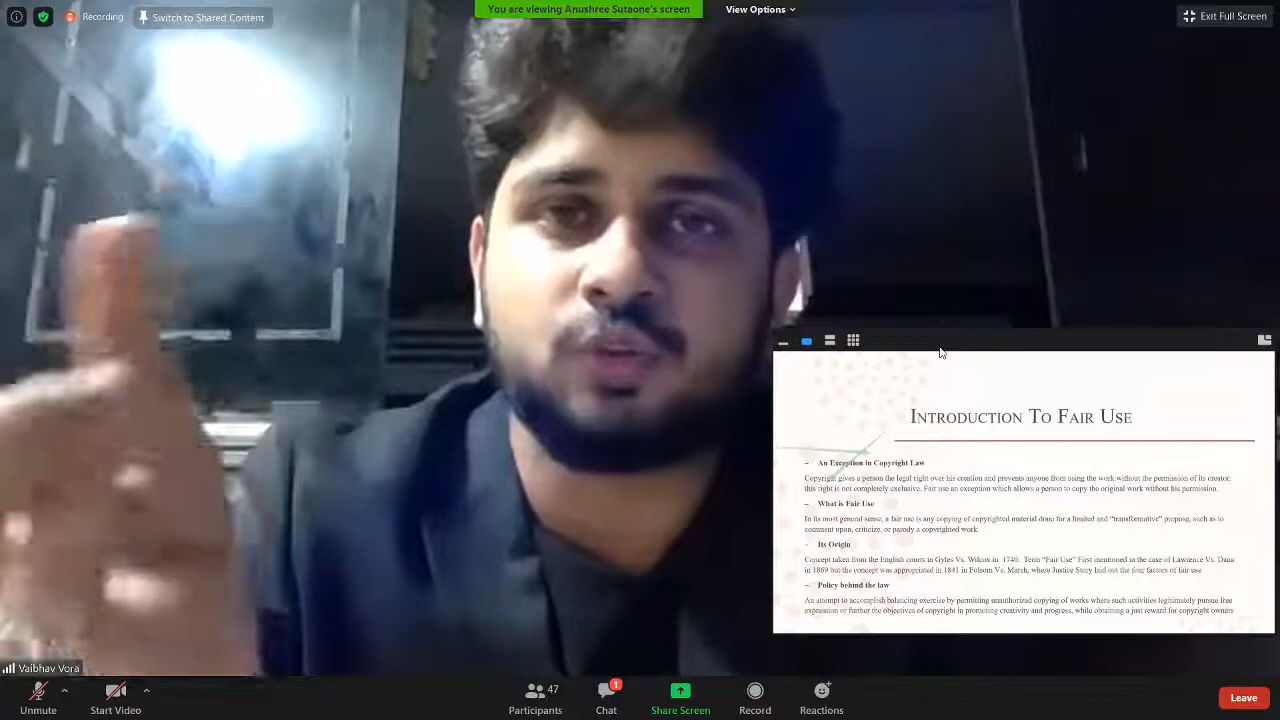 Recording
Switch to Shared Content
You are viewing Anushree Sutaone's screen
View Options
Exit Full Screen
INTRODUCTION TO FAIR USE
– An Exception in Copyright Law
Copyright gives a person the legal right over his creation and prevents anyone from using the work without the permission of its creator,
this right is not completely exclusive. Fair use an exception which allows a person to copy the original work without his permission.
– What is Fair Use
In its most general sense, a fair use is any copying of copyrighted material done for a limited and “transformative” purpose, such as to
comment upon, criticize, or parody a copyrighted work.
– Its Origin
Concept taken from the English courts in Gyles Vs. Wilcox in 1740. Term “Fair Use” First mentioned in the case of Lawrence Vs. Dana
in 1869 but the concept was appropriated in 1841 in Folsom Vs. Marsh, where Justice Story laid out the four factors of fair use
– Policy behind the law
An attempt to accomplish balancing exercise by permitting unauthorized copying of works where such activities legitimately pursue free
expression or further the objectives of copyright in promoting creativity and progress, while obtaining a just reward for copyright owners
Vaibhav Vora
47
1
Unmute
Start Video
Participants
Chat
Share Screen
Record
Reactions
Leave